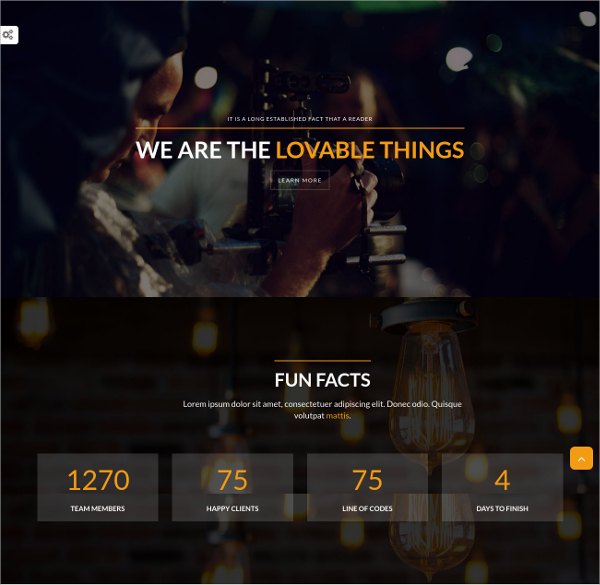 IT IS A LONG ESTABLISHED FACT THAT A READER
WE ARE THE LOVABLE THINGS
LEARN MORE
FUN FACTS
Lorem ipsum dolor sit amet, consectetuer adipiscing elit. Donec odio. Quisque
volutpat mattis.
1270
TEAM MEMBERS
75
HAPPY CLIENTS
75
LINE OF CODES
4
DAYS TO FINISH